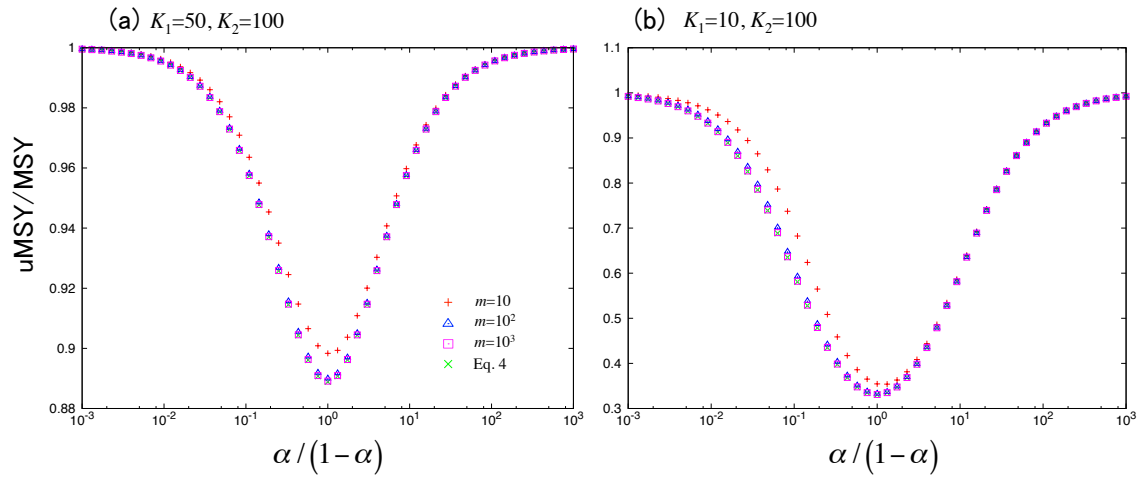 (a) K₁=50, K₂=100
(b) K₁=10, K₂=100
uMSY/MSY
1
0.98
0.96
0.94
0.92
0.9
0.88
m=10
m=10²
m=10³
Eq. 4
10⁻³ 10⁻² 10⁻¹ 10⁰ 10¹ 10² 10³
α/(1−α)
1.1
1
0.9
0.8
0.7
0.6
0.5
0.4
0.3
10⁻³ 10⁻² 10⁻¹ 10⁰ 10¹ 10² 10³
α/(1−α)